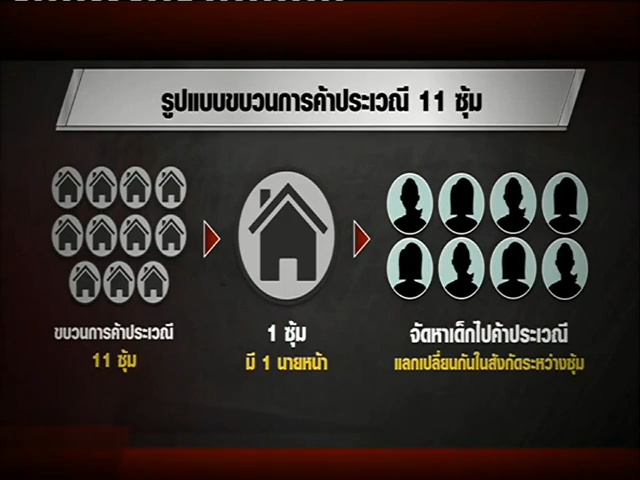 รูปแบบขบวนการค้าประเวณี 11 ซุ้ม
ขบวนการค้าประเวณี
11 ซุ้ม
1 ซุ้ม
มี 1 นายหน้า
จัดหาเด็กไปค้าประเวณี
แลกเปลี่ยนกันในสังกัดระหว่างซุ้ม